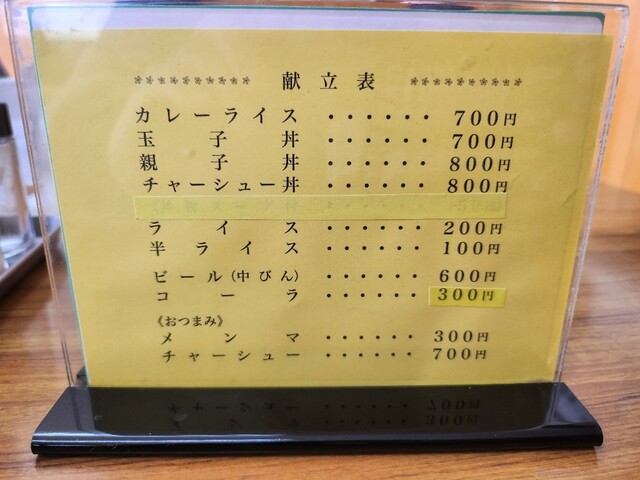 ********** 献立表 **********
カレーライス ・・・・・・ 700円
玉子丼 ・・・・・・ 700円
親子丼 ・・・・・・ 800円
チャーシュー丼 ・・・・・・ 800円
ライス ・・・・・・ 200円
半ライス ・・・・・・ 100円
ビール(中びん) ・・・・・・ 600円
コーラ ・・・・・・ 300円
《おつまみ》
メンマ ・・・・・・ 300円
チャーシュー ・・・・・・ 700円